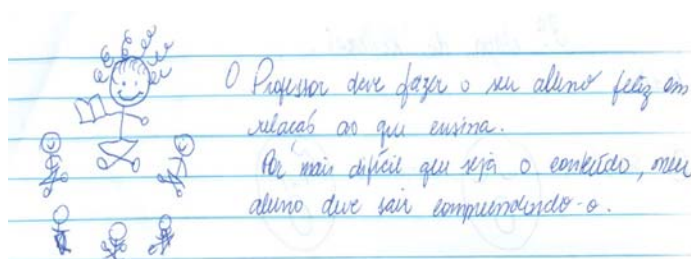 O Professor deve fazer o seu aluno feliz em
relação ao que ensina.
Por mais difícil que seja o conteúdo, meu
aluno deve sair compreendendo-o.